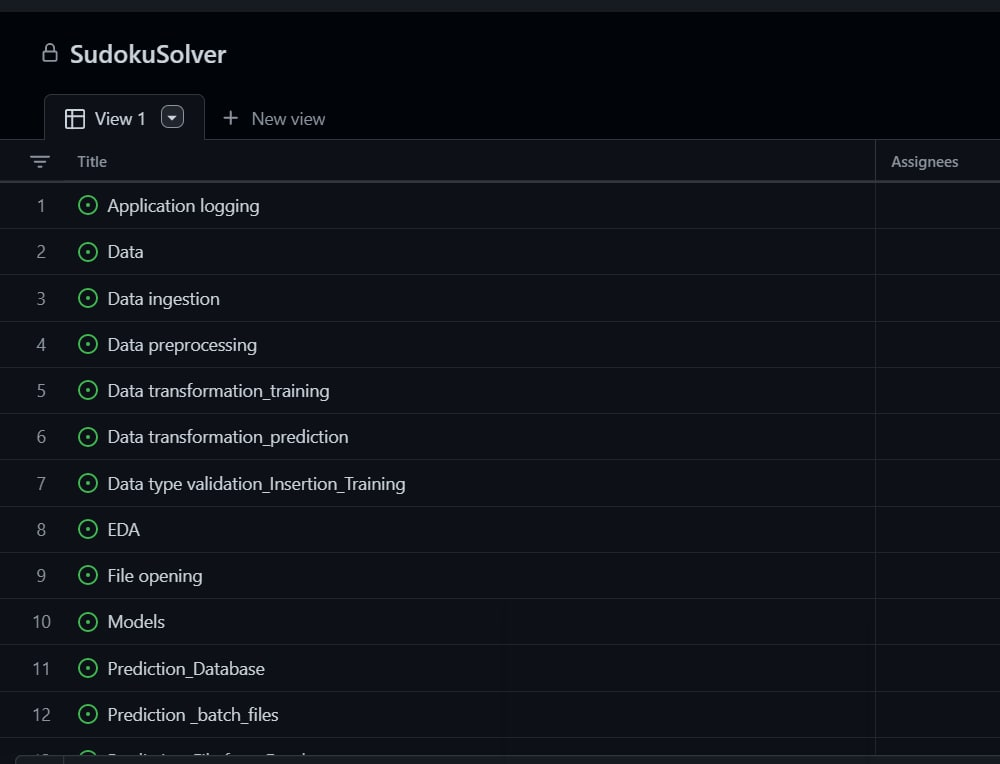 SudokuSolver
View 1 New view
Title Assignees
1 Application logging
2 Data
3 Data ingestion
4 Data preprocessing
5 Data transformation_training
6 Data transformation_prediction
7 Data type validation_Insertion_Training
8 EDA
9 File opening
10 Models
11 Prediction_Database
12 Prediction _batch_files